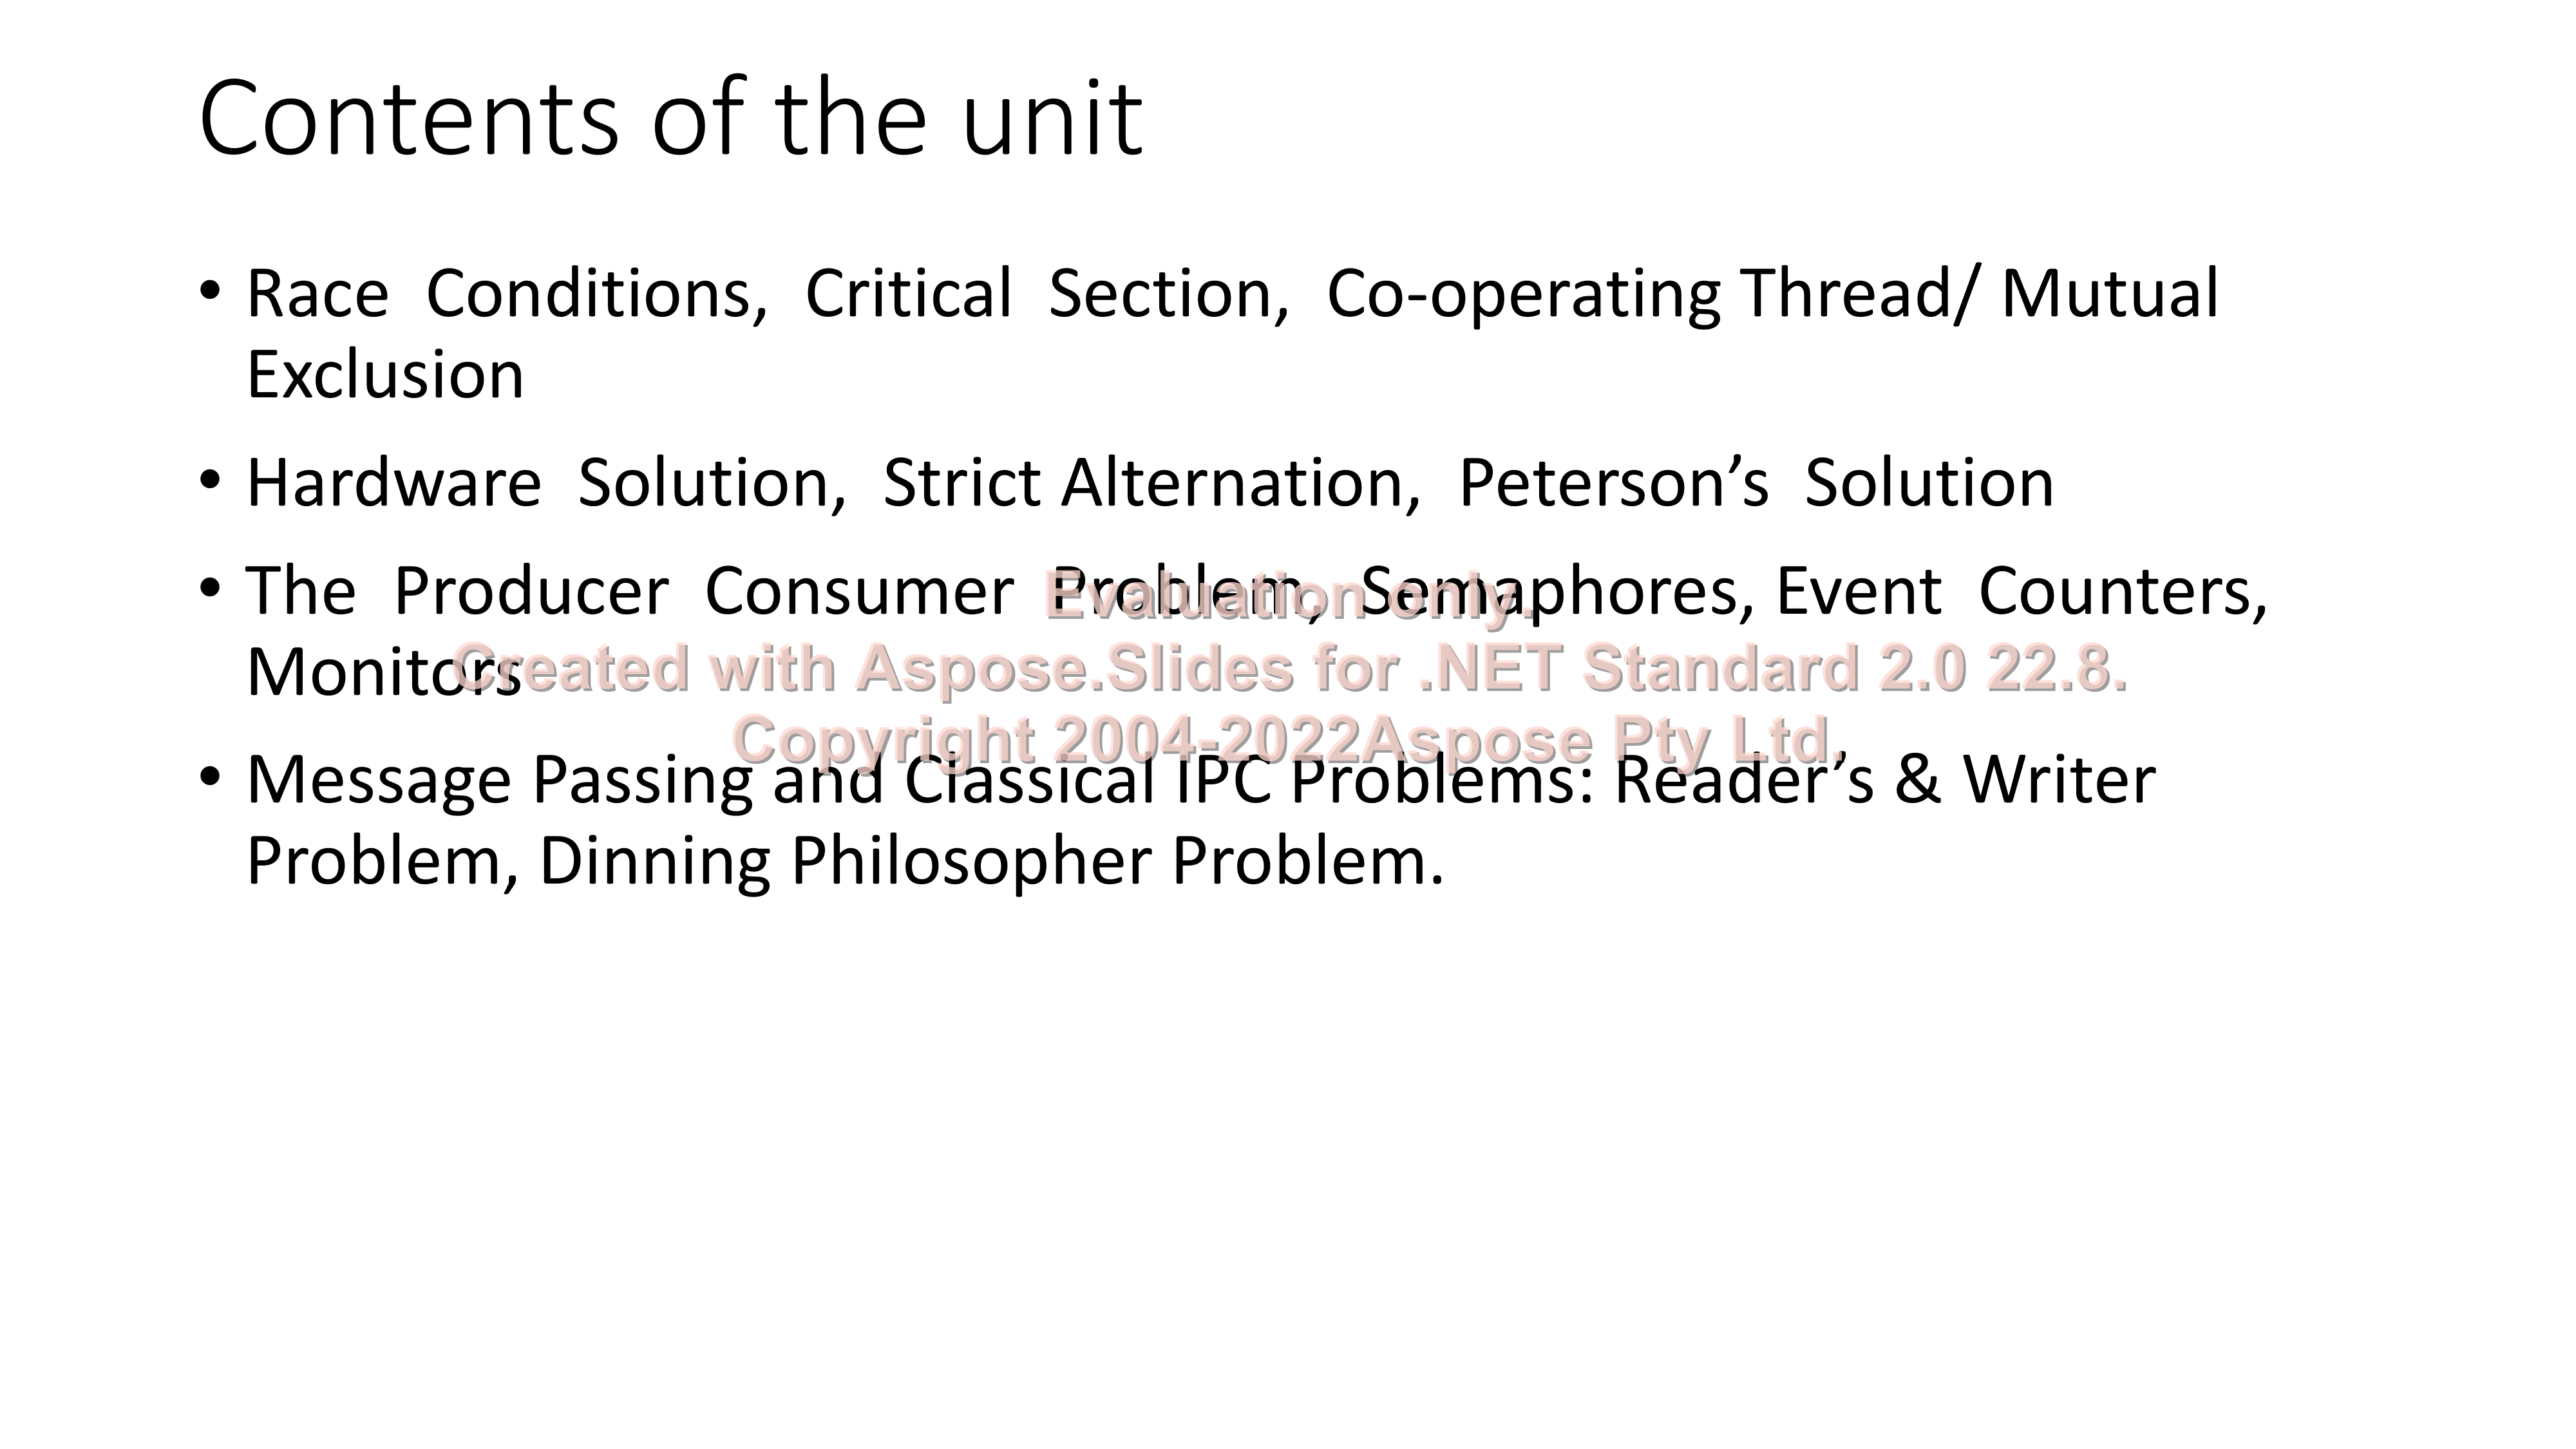 Contents of the unit
• Race Conditions, Critical Section, Co-operating Thread/ Mutual
Exclusion
• Hardware Solution, Strict Alternation, Peterson’s Solution
• The Producer Consumer Problem, Semaphores, Event Counters,
Monitors
Evaluation only.
Created with Aspose.Slides for .NET Standard 2.0 22.8.
Copyright 2004-2022Aspose Pty Ltd.
• Message Passing and Classical IPC Problems: Reader’s & Writer
Problem, Dinning Philosopher Problem.